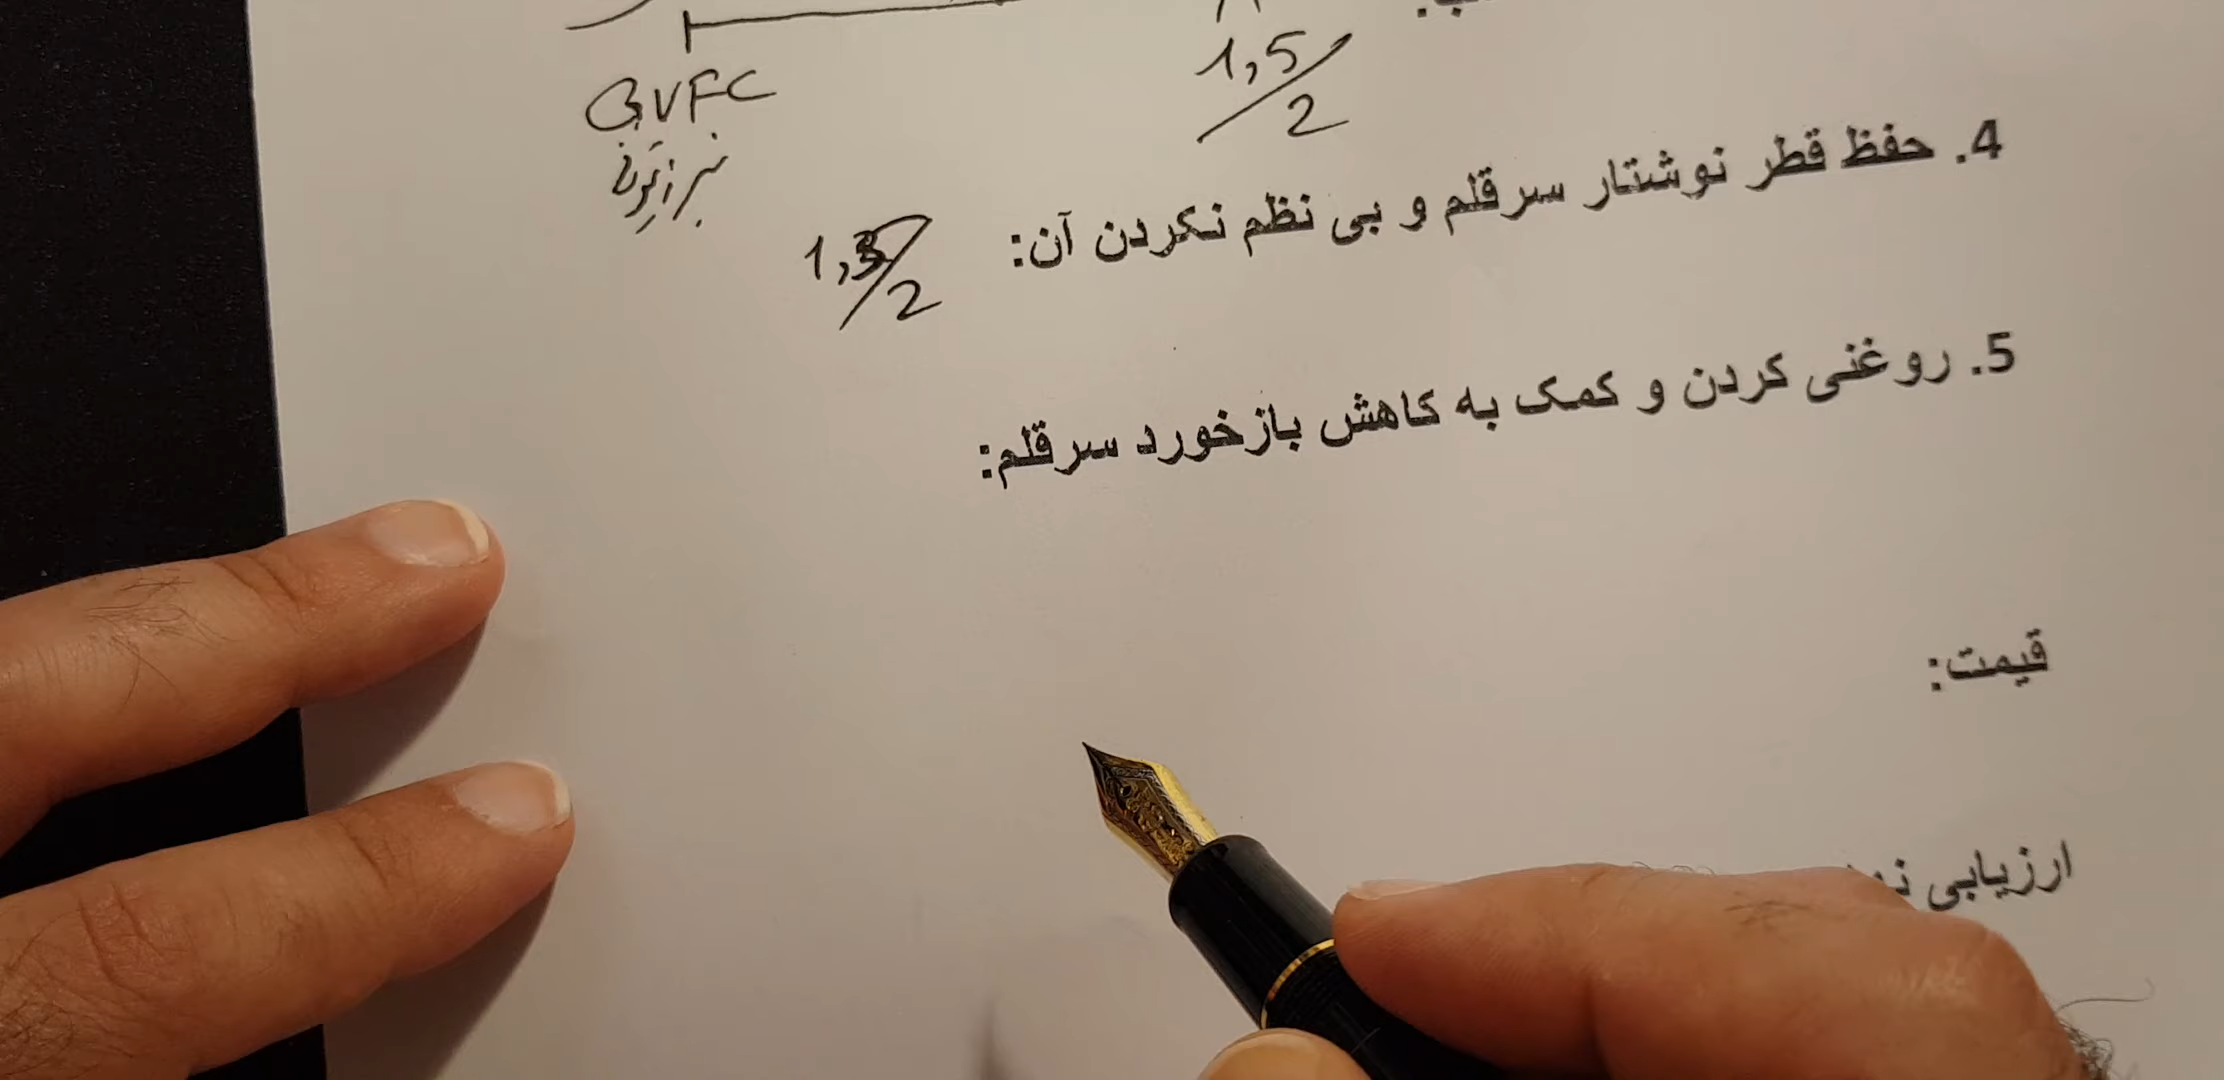 1,5/2
GVFC
4. حفظ قطر نوشتار سرقلم و بی نظم نکردن آن: 1,3/2
5. روغنی کردن و کمک به کاهش بازخورد سرقلم:
قیمت:
ارزیابی